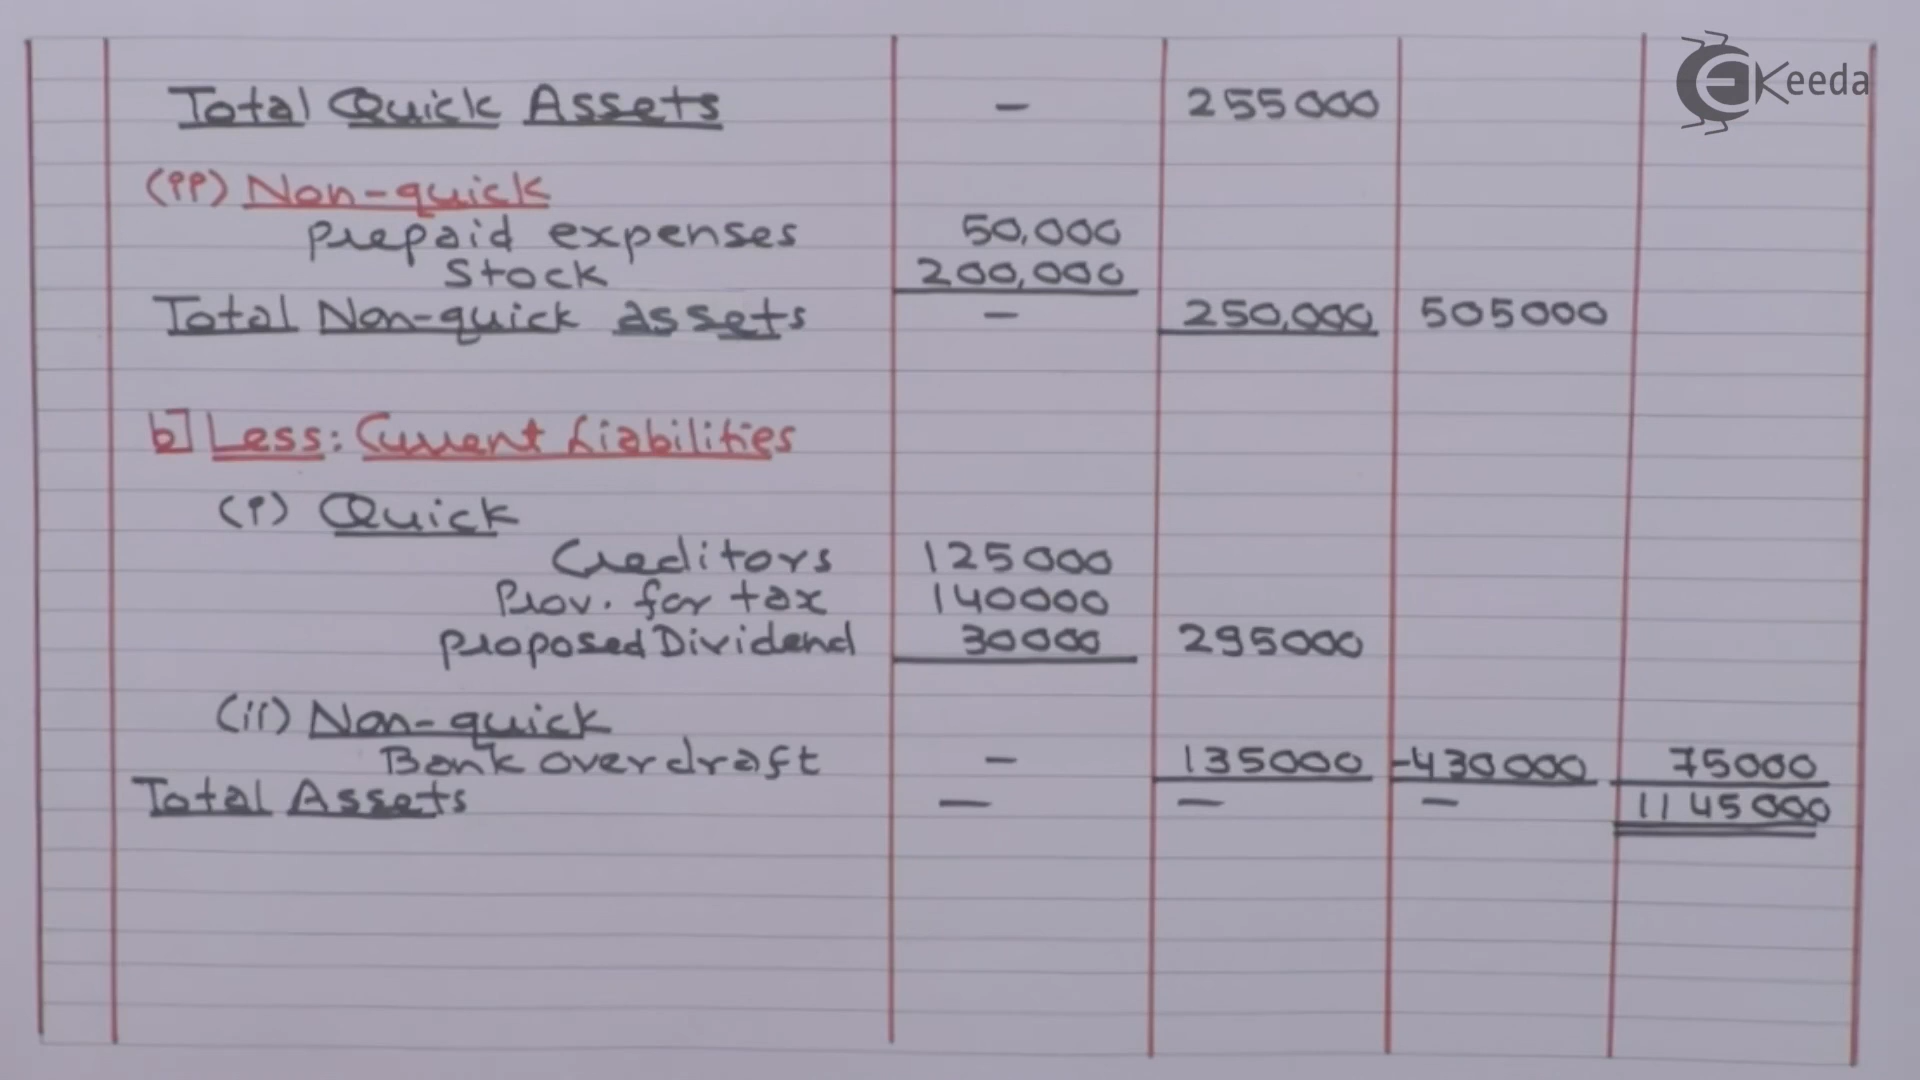 Keeda
Total Quick Assets - 255000
(ii) Non-quick
Prepaid expenses 50,000
Stock 200,000
Total Non-quick assets - 250,000 505000
b] Less: Current Liabilities
(i) Quick
Creditors 125000
Prov. for tax 140000
Proposed Dividend 30000 295000
(ii) Non-quick
Bank overdraft - 135000 -430000 75000
Total Assets - - - 1145000